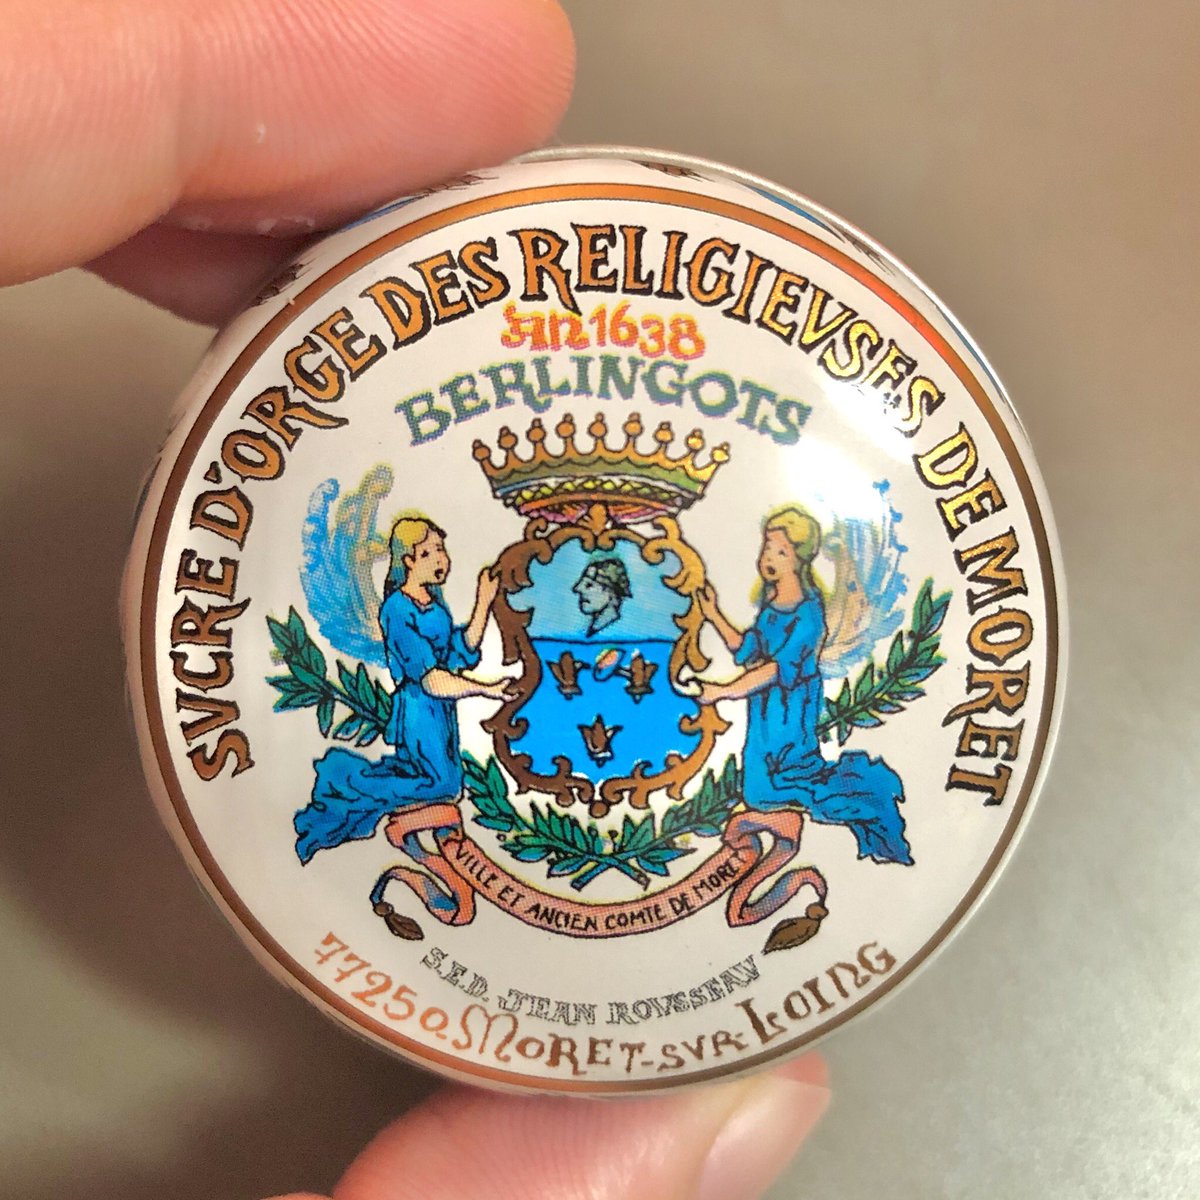 SVCRE D'ORGE DES RELIGIEVSES DE MORET
An 1638
BERLINGOTS
VILLE ET ANCIEN COMTE DE MORET
S.E.D. JEAN ROVSSEAV
77250 MORET-SVR-LOING